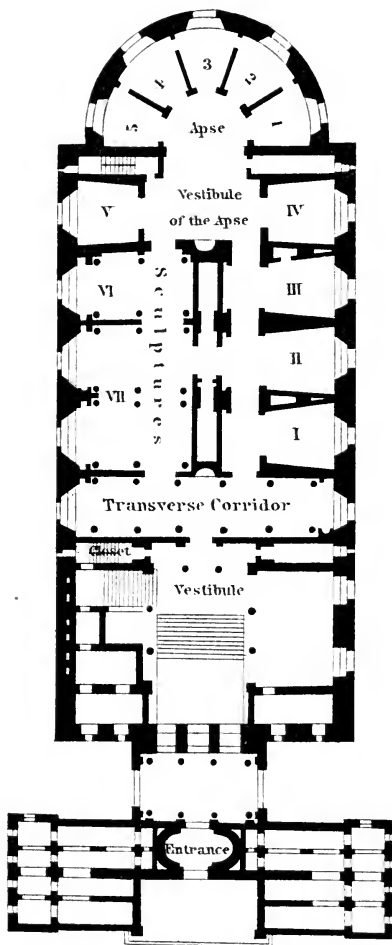 3
4
2
5
1
Apse
Vestibule
of the Apse
V
IV
VI
III
Sculptures
II
VII
I
Transverse Corridor
Closet
Vestibule
Entrance